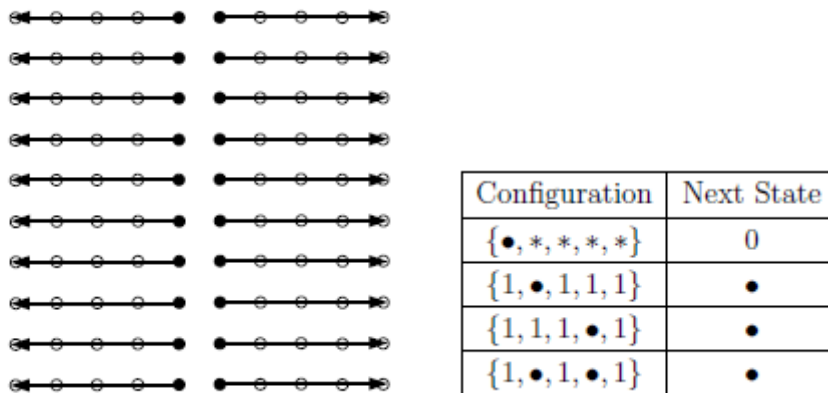 Configuration Next State
{•, *, *, *, *} 0
{1, •, 1, 1, 1} •
{1, 1, 1, •, 1} •
{1, •, 1, •, 1} •